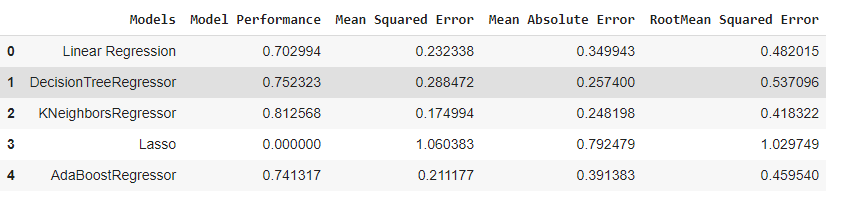 Models Model Performance Mean Squared Error Mean Absolute Error RootMean Squared Error
0 Linear Regression 0.702994 0.232338 0.349943 0.482015
1 DecisionTreeRegressor 0.752323 0.288472 0.257400 0.537096
2 KNeighborsRegressor 0.812568 0.174994 0.248198 0.418322
3 Lasso 0.000000 1.060383 0.792479 1.029749
4 AdaBoostRegressor 0.741317 0.211177 0.391383 0.459540